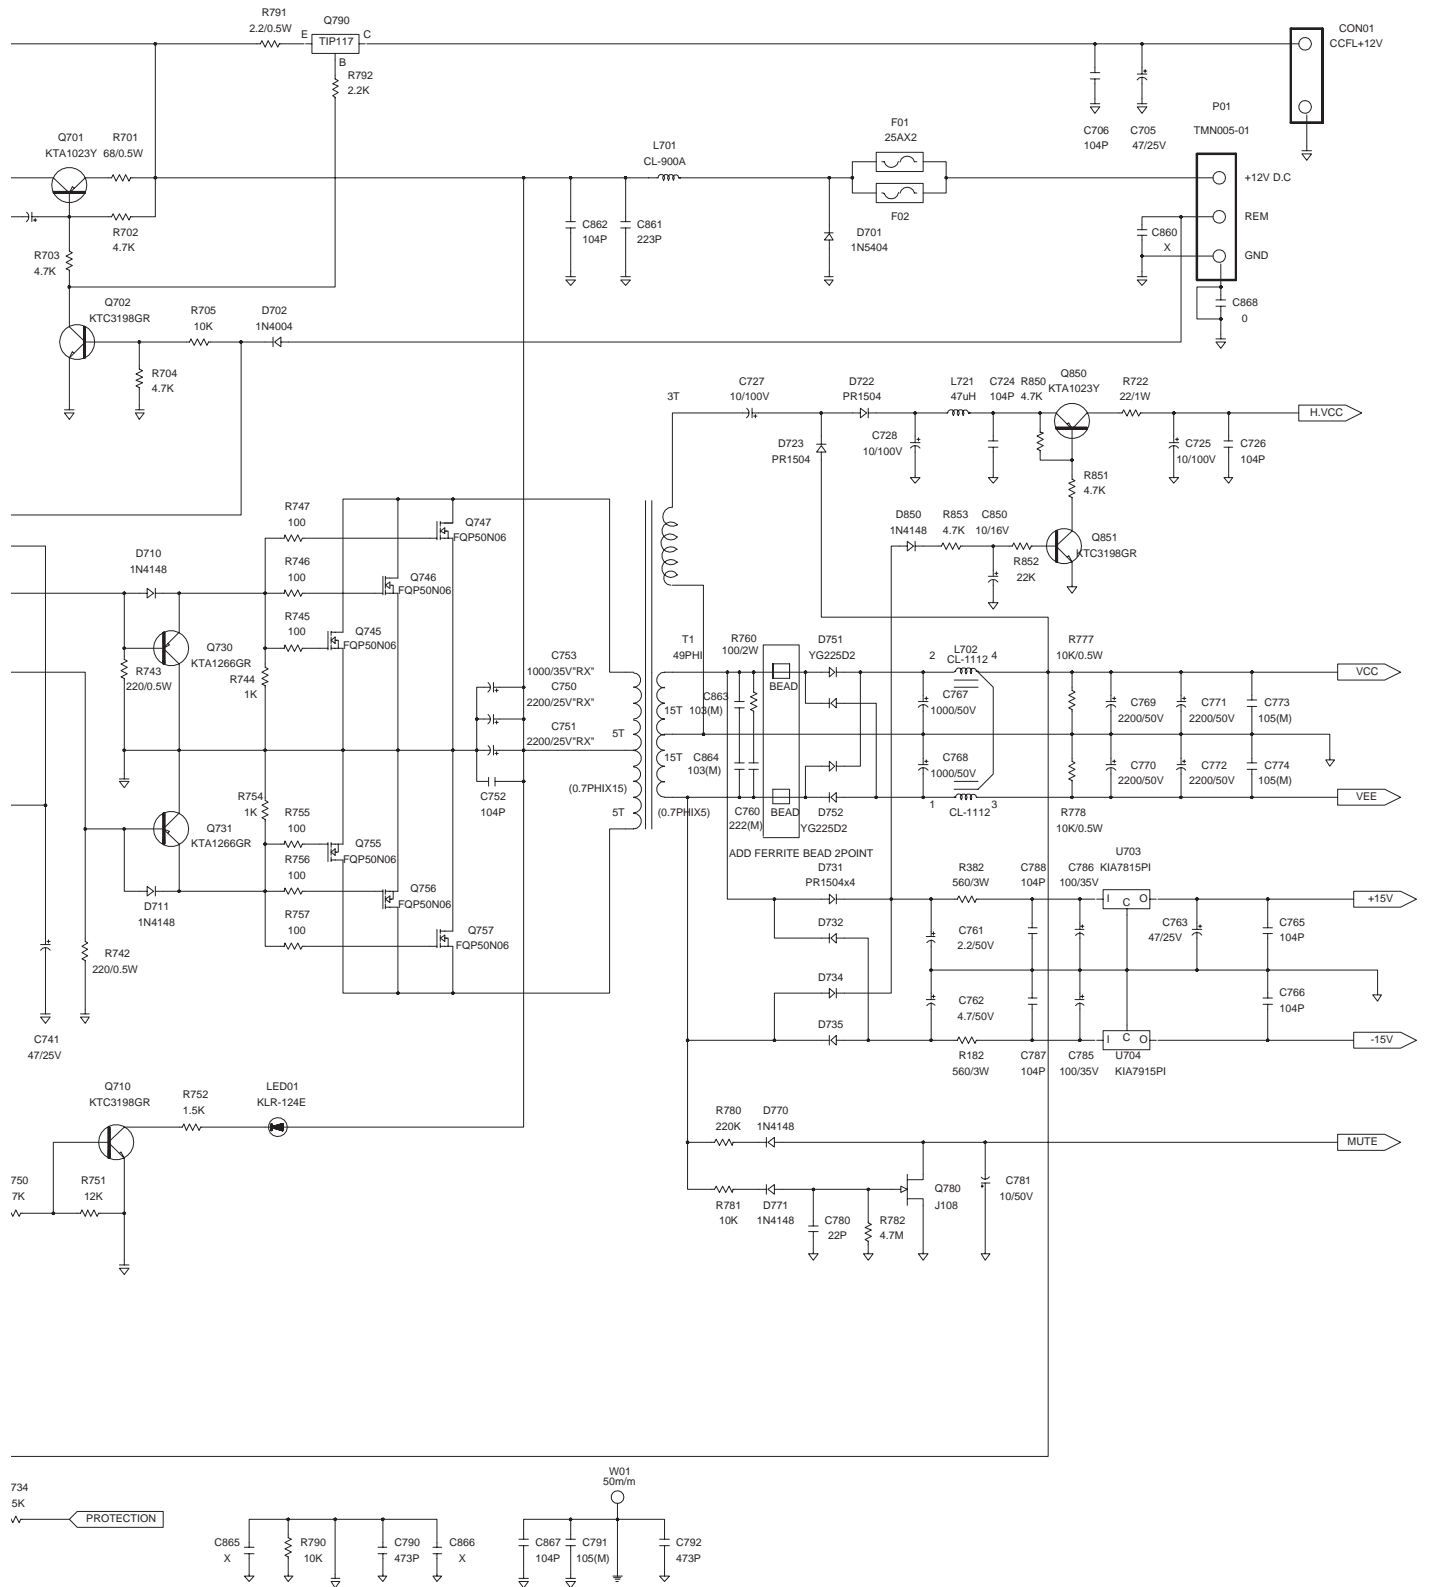 R791
2.2/0.5W
Q790
E
TIP117
C
B
R792
2.2K
CON01
CCFL+12V
C706
104P
C705
47/25V
P01
TMN005-01
Q701
KTA1023Y
R701
68/0.5W
L701
CL-900A
F01
25AX2
F02
+12V D.C
REM
GND
R702
4.7K
R703
4.7K
C862
104P
C861
223P
D701
1N5404
C860
X
C868
0
Q702
KTC3198GR
R705
10K
D702
1N4004
R704
4.7K
3T
C727
10/100V
D722
PR1504
L721
47uH
C724
104P
R850
4.7K
Q850
KTA1023Y
R722
22/1W
H.VCC
D723
PR1504
C728
10/100V
C725
10/100V
C726
104P
R851
4.7K
R747
100
Q747
FQP50N06
D850
1N4148
R853
4.7K
C850
10/16V
Q851
KTC3198GR
R852
22K
D710
1N4148
R746
100
Q746
FQP50N06
R745
100
Q745
FQP50N06
Q730
KTA1266GR
R743
220/0.5W
R744
1K
C753
1000/35V"RX"
C750
2200/25V"RX"
C751
2200/25V"RX"
T1
49PHI
R760
100/2W
D751
YG225D2
2
L702
CL-1112
4
R777
10K/0.5W
VCC
BEAD
C863
103(M)
15T
5T
C767
1000/50V
C769
2200/50V
C771
2200/50V
C773
105(M)
15T
C864
103(M)
C768
1000/50V
C770
2200/50V
C772
2200/50V
C774
105(M)
C752
104P
(0.7PHIX15)
5T
(0.7PHIX5)
C760
222(M)
BEAD
D752
YG225D2
1
CL-1112
3
R778
10K/0.5W
VEE
R754
1K
Q731
KTA1266GR
R755
100
Q755
FQP50N06
R756
100
Q756
FQP50N06
D711
1N4148
R757
100
Q757
FQP50N06
ADD FERRITE BEAD 2POINT
D731
PR1504x4
R382
560/3W
C788
104P
C786
100/35V
U703
KIA7815PI
I
C
O
+15V
D732
C761
2.2/50V
C763
47/25V
C765
104P
R742
220/0.5W
D734
C762
4.7/50V
C766
104P
C741
47/25V
D735
I
C
O
-15V
R182
560/3W
C787
104P
C785
100/35V
U704
KIA7915PI
Q710
KTC3198GR
R752
1.5K
LED01
KLR-124E
R780
220K
D770
1N4148
MUTE
750
7K
R751
12K
R781
10K
D771
1N4148
C780
22P
R782
4.7M
Q780
J108
C781
10/50V
W01
50m/m
734
5K
PROTECTION
C865
X
R790
10K
C790
473P
C866
X
C867
104P
C791
105(M)
C792
473P